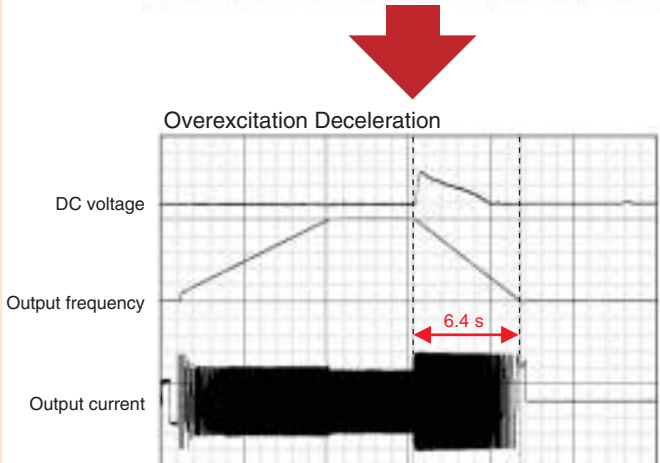 Overexcitation Deceleration
DC voltage
Output frequency
6.4 s
Output current